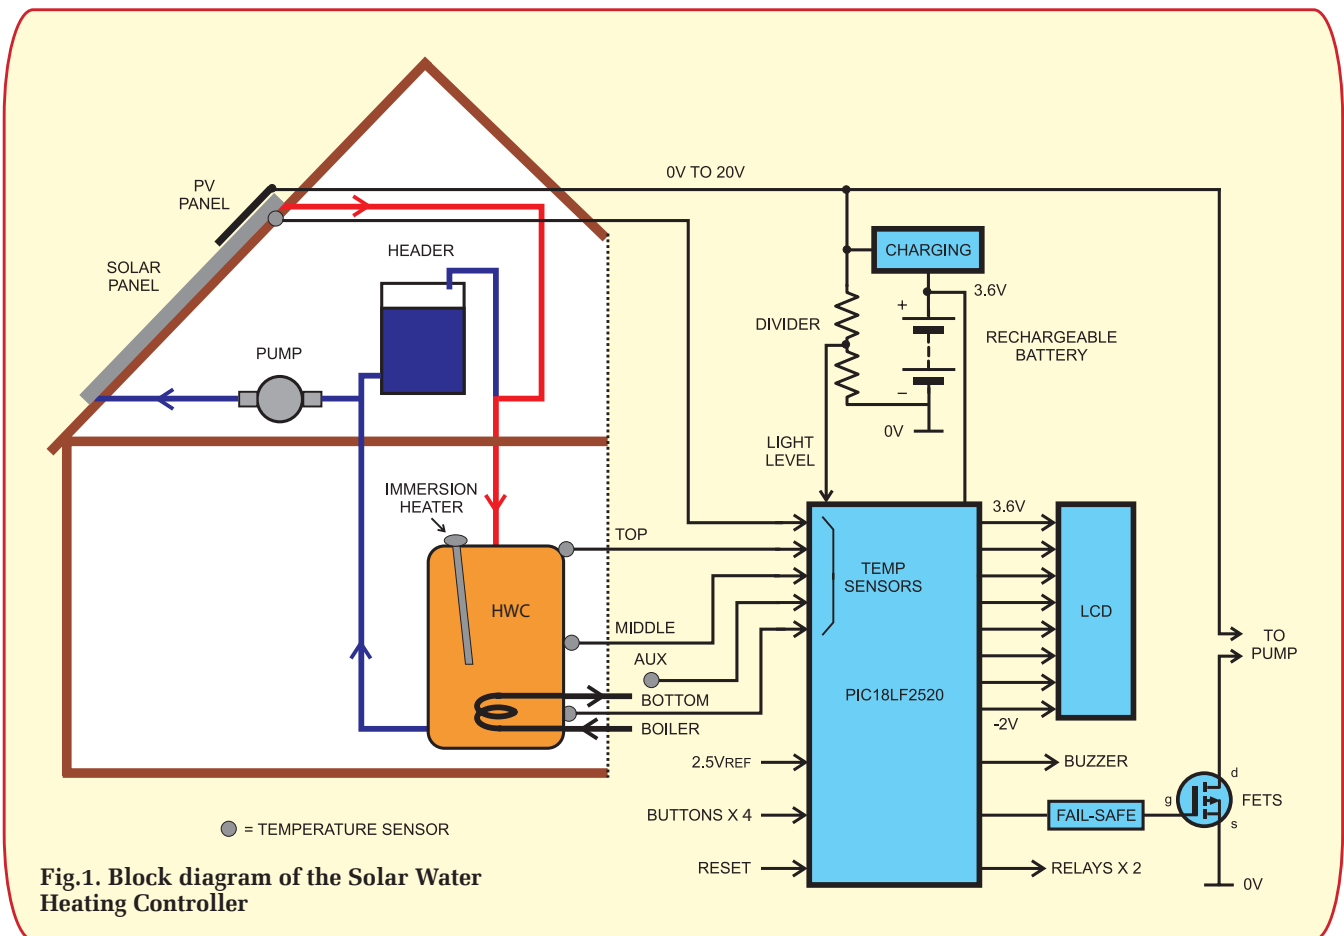 0V TO 20V
PV
PANEL
SOLAR
PANEL
HEADER
PUMP
CHARGING
3.6V
+
DIVIDER
RECHARGEABLE
BATTERY
–
0V
LIGHT
LEVEL
IMMERSION
HEATER
HWC
TOP
MIDDLE
AUX
BOTTOM
BOILER
TEMP
SENSORS
PIC18LF2520
3.6V
LCD
-2V
TO
PUMP
2.5VREF
BUTTONS X 4
RESET
BUZZER
FAIL-SAFE
RELAYS X 2
g
d
s
FETS
0V
= TEMPERATURE SENSOR
Fig.1. Block diagram of the Solar Water
Heating Controller